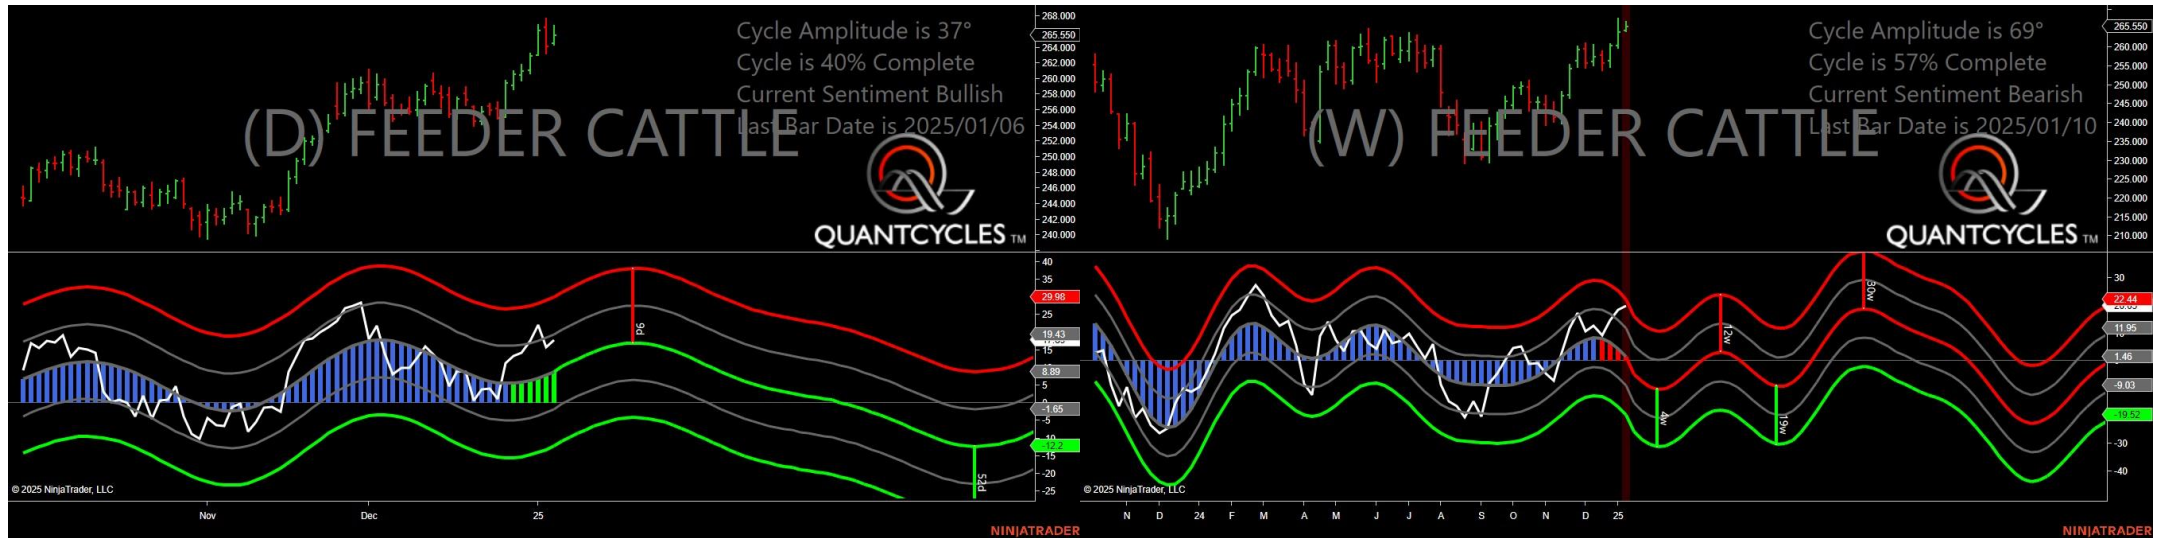 Cycle Amplitude is 37°
Cycle is 40% Complete
Current Sentiment Bullish
Last Bar Date is 2025/01/06
(D) FEEDER CATTLE
QUANTCYCLES TM
268.000
265.550
264.000
262.000
260.000
258.000
256.000
254.000
252.000
250.000
248.000
246.000
244.000
242.000
240.000
40
35
29.98
19.43
15
8.89
5
0
-1.65
-5
-12.2
-15
-20
-25
9d
52d
© 2025 NinjaTrader, LLC
Nov
Dec
25
NINJATRADER
Cycle Amplitude is 69°
Cycle is 57% Complete
Current Sentiment Bearish
Last Bar Date is 2025/01/10
(W) FEEDER CATTLE
QUANTCYCLES TM
265.550
260.000
255.000
250.000
245.000
240.000
235.000
230.000
225.000
220.000
215.000
210.000
30
22.44
11.95
1.46
-9.03
-19.52
-30
-40
4w
12w
19w
30w
© 2025 NinjaTrader, LLC
N D 24 F M A M J J A S O N D 25
NINJATRADER